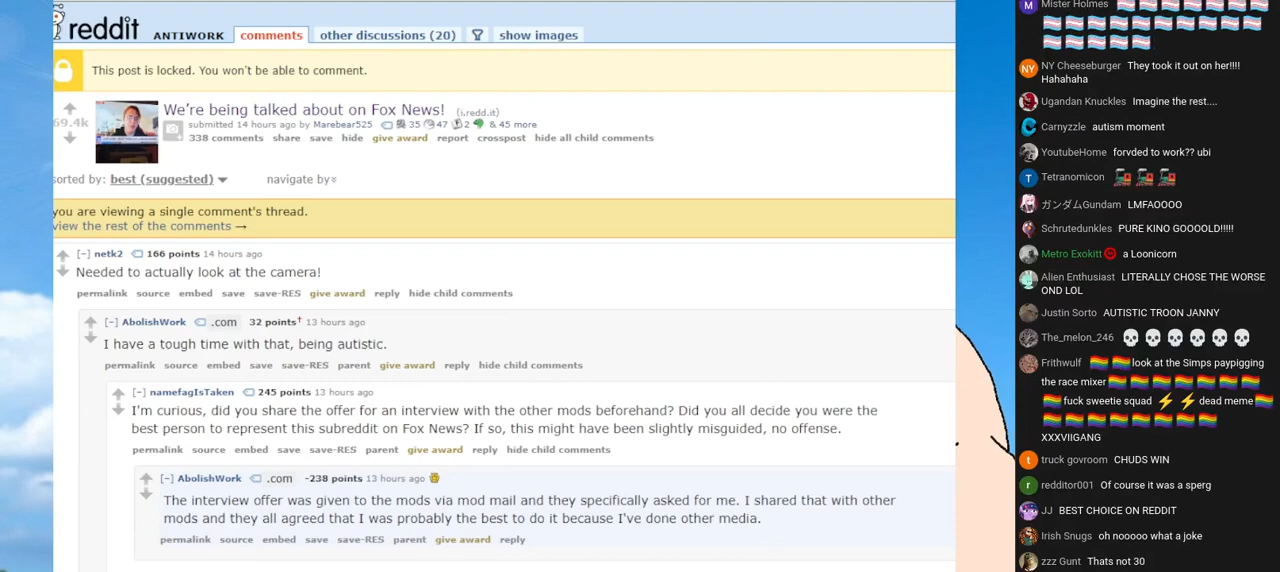 reddit ANTIWORK comments other discussions (20) show images
This post is locked. You won't be able to comment.
69.4k
We're being talked about on Fox News! (i.redd.it)
submitted 14 hours ago by Marebear525 35 47 2 & 45 more
338 comments share save hide give award report crosspost hide all child comments
sorted by: best (suggested) navigate by
you are viewing a single comment's thread.
view the rest of the comments →
[–] netk2 166 points 14 hours ago
Needed to actually look at the camera!
permalink source embed save save-RES give award reply hide child comments
[–] AbolishWork .com 32 points† 13 hours ago
I have a tough time with that, being autistic.
permalink source embed save save-RES parent give award reply hide child comments
[–] namefagIsTaken 245 points 13 hours ago
I'm curious, did you share the offer for an interview with the other mods beforehand? Did you all decide you were the
best person to represent this subreddit on Fox News? If so, this might have been slightly misguided, no offense.
permalink source embed save save-RES parent give award reply hide child comments
[–] AbolishWork .com -238 points 13 hours ago
The interview offer was given to the mods via mod mail and they specifically asked for me. I shared that with other
mods and they all agreed that I was probably the best to do it because I've done other media.
permalink source embed save save-RES parent give award reply
M Mister Holmes
NY NY Cheeseburger They took it out on her!!!!
Hahahaha
Ugandan Knuckles Imagine the rest....
Carnyzzle autism moment
YoutubeHome forvded to work?? ubi
T Tetranomicon
ガンダムGundam LMFAOOOO
Schrutedunkles PURE KINO GOOOOLD!!!!!
Metro Exokitt a Loonicorn
Alien Enthusiast LITERALLY CHOSE THE WORSE
OND LOL
Justin Sorto AUTISTIC TROON JANNY
The_melon_246
Frithwulf look at the Simps paypigging
the race mixer
fuck sweetie squad ⚡ ⚡ dead meme
XXXVIIGANG
t truck govroom CHUDS WIN
r redditor001 Of course it was a sperg
JJ BEST CHOICE ON REDDIT
Irish Snugs oh nooooo what a joke
zzz Gunt Thats not 30